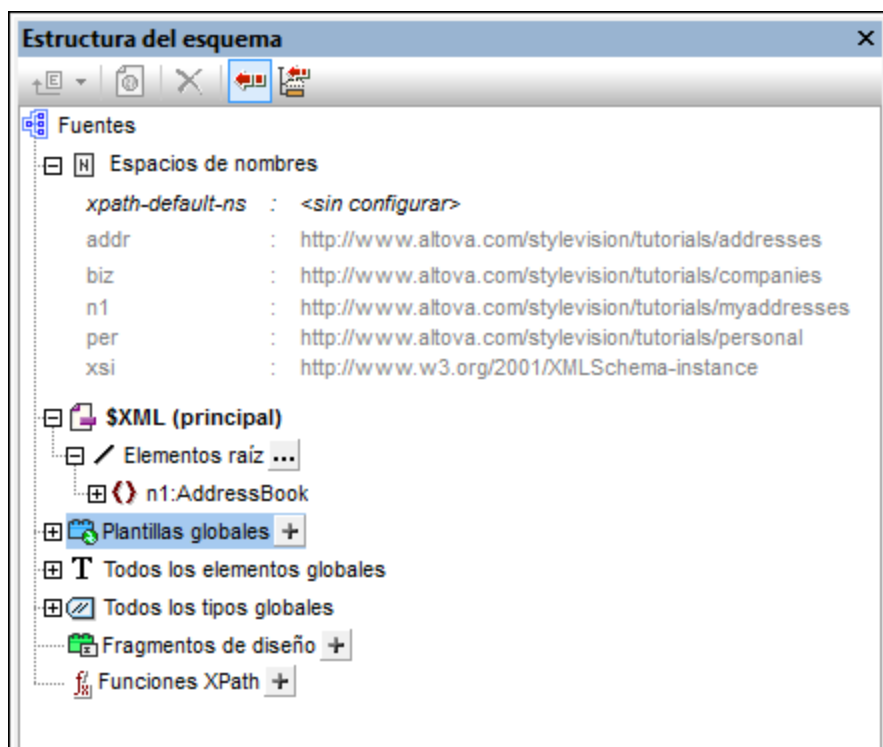 Estructura del esquema
Fuentes
Espacios de nombres
xpath-default-ns : <sin configurar>
addr : http://www.altova.com/stylevision/tutorials/addresses
biz : http://www.altova.com/stylevision/tutorials/companies
n1 : http://www.altova.com/stylevision/tutorials/myaddresses
per : http://www.altova.com/stylevision/tutorials/personal
xsi : http://www.w3.org/2001/XMLSchema-instance
$XML (principal)
Elementos raíz ...
n1:AddressBook
Plantillas globales
Todos los elementos globales
Todos los tipos globales
Fragmentos de diseño
Funciones XPath